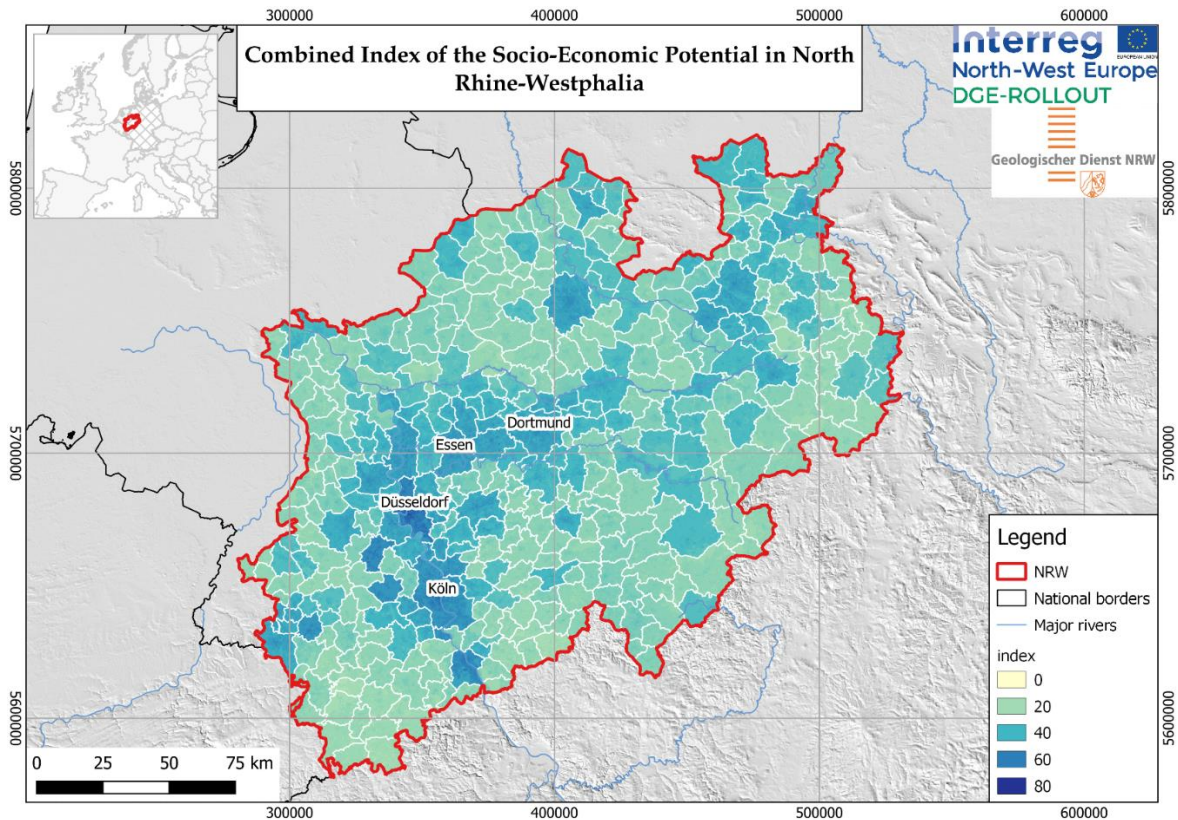 300000
400000
500000
600000
Combined Index of the Socio-Economic Potential in North
Rhine-Westphalia
Interreg
EUROPEAN UNION
North-West Europe
DGE-ROLLOUT
Geologischer Dienst NRW
5800000
5800000
Dortmund
Essen
5700000
5700000
Düsseldorf
Köln
Legend
NRW
National borders
Major rivers
index
0
20
40
60
80
5600000
5600000
0 25 50 75 km
300000
400000
500000
600000